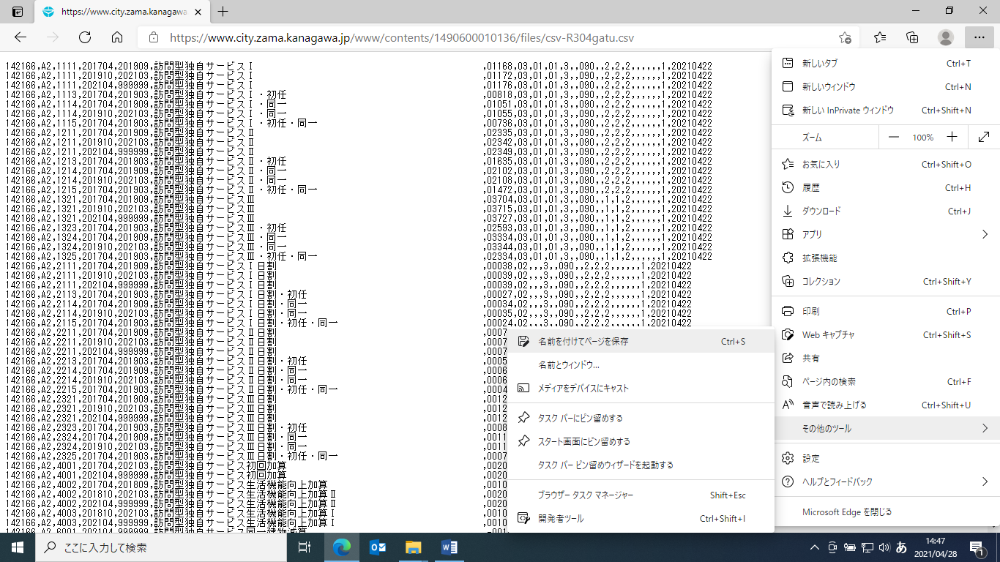 https://www.city.zama.kanagawa
https://www.city.zama.kanagawa.jp/www/contents/1490600010136/files/csv-R304gatu.csv
142166,A2,1111,201704,201909,訪問型独自サービスⅠ ,01168,03,01,01,3,,090,,2,2,2,,,,,,1,20210422
142166,A2,1111,201910,202103,訪問型独自サービスⅠ ,01172,03,01,01,3,,090,,2,2,2,,,,,,1,20210422
142166,A2,1111,202104,999999,訪問型独自サービスⅠ ,01176,03,01,01,3,,090,,2,2,2,,,,,,1,20210422
142166,A2,1113,201704,201903,訪問型独自サービスⅠ・初任 ,00818,03,01,01,3,,090,,2,2,2,,,,,,1,20210422
142166,A2,1114,201704,201909,訪問型独自サービスⅠ・同一 ,01051,03,01,01,3,,090,,2,2,2,,,,,,1,20210422
142166,A2,1114,201910,202103,訪問型独自サービスⅠ・同一 ,01055,03,01,01,3,,090,,2,2,2,,,,,,1,20210422
142166,A2,1115,201704,201903,訪問型独自サービスⅠ・初任・同一 ,00736,03,01,01,3,,090,,2,2,2,,,,,,1,20210422
142166,A2,1211,201704,201909,訪問型独自サービスⅡ ,02335,03,01,01,3,,090,,2,2,2,,,,,,1,20210422
142166,A2,1211,201910,202103,訪問型独自サービスⅡ ,02342,03,01,01,3,,090,,2,2,2,,,,,,1,20210422
142166,A2,1211,202104,999999,訪問型独自サービスⅡ ,02349,03,01,01,3,,090,,2,2,2,,,,,,1,20210422
142166,A2,1213,201704,201903,訪問型独自サービスⅡ・初任 ,01635,03,01,01,3,,090,,2,2,2,,,,,,1,20210422
142166,A2,1214,201704,201909,訪問型独自サービスⅡ・同一 ,02102,03,01,01,3,,090,,2,2,2,,,,,,1,20210422
142166,A2,1214,201910,202103,訪問型独自サービスⅡ・同一 ,02108,03,01,01,3,,090,,2,2,2,,,,,,1,20210422
142166,A2,1215,201704,201903,訪問型独自サービスⅡ・初任・同一 ,01472,03,01,01,3,,090,,2,2,2,,,,,,1,20210422
142166,A2,1321,201704,201909,訪問型独自サービスⅢ ,03704,03,01,01,3,,090,,1,1,2,,,,,,1,20210422
142166,A2,1321,201910,202103,訪問型独自サービスⅢ ,03715,03,01,01,3,,090,,1,1,2,,,,,,1,20210422
142166,A2,1321,202104,999999,訪問型独自サービスⅢ ,03727,03,01,01,3,,090,,1,1,2,,,,,,1,20210422
142166,A2,1323,201704,201903,訪問型独自サービスⅢ・初任 ,02593,03,01,01,3,,090,,1,1,2,,,,,,1,20210422
142166,A2,1324,201704,201909,訪問型独自サービスⅢ・同一 ,03334,03,01,01,3,,090,,1,1,2,,,,,,1,20210422
142166,A2,1324,201910,202103,訪問型独自サービスⅢ・同一 ,03344,03,01,01,3,,090,,1,1,2,,,,,,1,20210422
142166,A2,1325,201704,201903,訪問型独自サービスⅢ・初任・同一 ,02334,03,01,01,3,,090,,1,1,2,,,,,,1,20210422
142166,A2,2111,201704,201909,訪問型独自サービスⅠ日割 ,00038,02,,,3,,090,,2,2,2,,,,,,1,20210422
142166,A2,2111,201910,202103,訪問型独自サービスⅠ日割 ,00039,02,,,3,,090,,2,2,2,,,,,,1,20210422
142166,A2,2111,202104,999999,訪問型独自サービスⅠ日割 ,00039,02,,,3,,090,,2,2,2,,,,,,1,20210422
142166,A2,2113,201704,201903,訪問型独自サービスⅠ日割・初任 ,00027,02,,,3,,090,,2,2,2,,,,,,1,20210422
142166,A2,2114,201704,201909,訪問型独自サービスⅠ日割・同一 ,00034,02,,,3,,090,,2,2,2,,,,,,1,20210422
142166,A2,2114,201910,202103,訪問型独自サービスⅠ日割・同一 ,00035,02,,,3,,090,,2,2,2,,,,,,1,20210422
142166,A2,2115,201704,201903,訪問型独自サービスⅠ日割・初任・同一 ,00024,02,,,3,,090,,2,2,2,,,,,,1,20210422
142166,A2,2211,201704,201909,訪問型独自サービスⅡ日割 ,0007
142166,A2,2211,201910,202103,訪問型独自サービスⅡ日割 ,0007
142166,A2,2211,202104,999999,訪問型独自サービスⅡ日割 ,0007
142166,A2,2213,201704,201903,訪問型独自サービスⅡ日割・初任 ,0005
142166,A2,2214,201704,201909,訪問型独自サービスⅡ日割・同一 ,0006
142166,A2,2214,201910,202103,訪問型独自サービスⅡ日割・同一 ,0006
142166,A2,2215,201704,201903,訪問型独自サービスⅡ日割・初任・同一 ,0004
142166,A2,2321,201704,201909,訪問型独自サービスⅢ日割 ,0012
142166,A2,2321,201910,202103,訪問型独自サービスⅢ日割 ,0012
142166,A2,2321,202104,999999,訪問型独自サービスⅢ日割 ,0012
142166,A2,2323,201704,201903,訪問型独自サービスⅢ日割・初任 ,0008
142166,A2,2324,201704,201909,訪問型独自サービスⅢ日割・同一 ,0011
142166,A2,2324,201910,202103,訪問型独自サービスⅢ日割・同一 ,0011
142166,A2,2325,201704,201903,訪問型独自サービスⅢ日割・初任・同一 ,0007
142166,A2,4001,201704,202103,訪問型独自サービス初回加算 ,0020
142166,A2,4001,202104,999999,訪問型独自サービス初回加算 ,0020
142166,A2,4002,201704,201809,訪問型独自サービス生活機能向上加算 ,0010
142166,A2,4002,201810,202103,訪問型独自サービス生活機能向上加算Ⅱ ,0020
142166,A2,4002,202104,999999,訪問型独自サービス生活機能向上加算Ⅱ ,0020
142166,A2,4003,201810,202103,訪問型独自サービス生活機能向上加算Ⅰ ,0010
142166,A2,4003,202104,999999,訪問型独自サービス生活機能向上加算Ⅰ ,0010
142166,A2,6001,201704,202103,訪問型独自サービス同一建物減算
新しいタブ Ctrl+T
新しいウィンドウ Ctrl+N
新しい InPrivate ウィンドウ Ctrl+Shift+N
ズーム 100%
お気に入り Ctrl+Shift+O
履歴 Ctrl+H
ダウンロード Ctrl+J
アプリ
拡張機能
コレクション Ctrl+Shift+Y
印刷 Ctrl+P
Web キャプチャ Ctrl+Shift+S
共有
ページ内の検索 Ctrl+F
音声で読み上げる Ctrl+Shift+U
その他のツール
設定
ヘルプとフィードバック
Microsoft Edge を閉じる
名前を付けてページを保存 Ctrl+S
名前とウィンドウ...
メディアをデバイスにキャスト
タスク バーにピン留めする
スタート画面にピン留めする
タスク バー ピン留めウィザードを起動する
ブラウザー タスク マネージャー Shift+Esc
開発者ツール Ctrl+Shift+I
ここに入力して検索
あ
14:47
2021/04/28
1